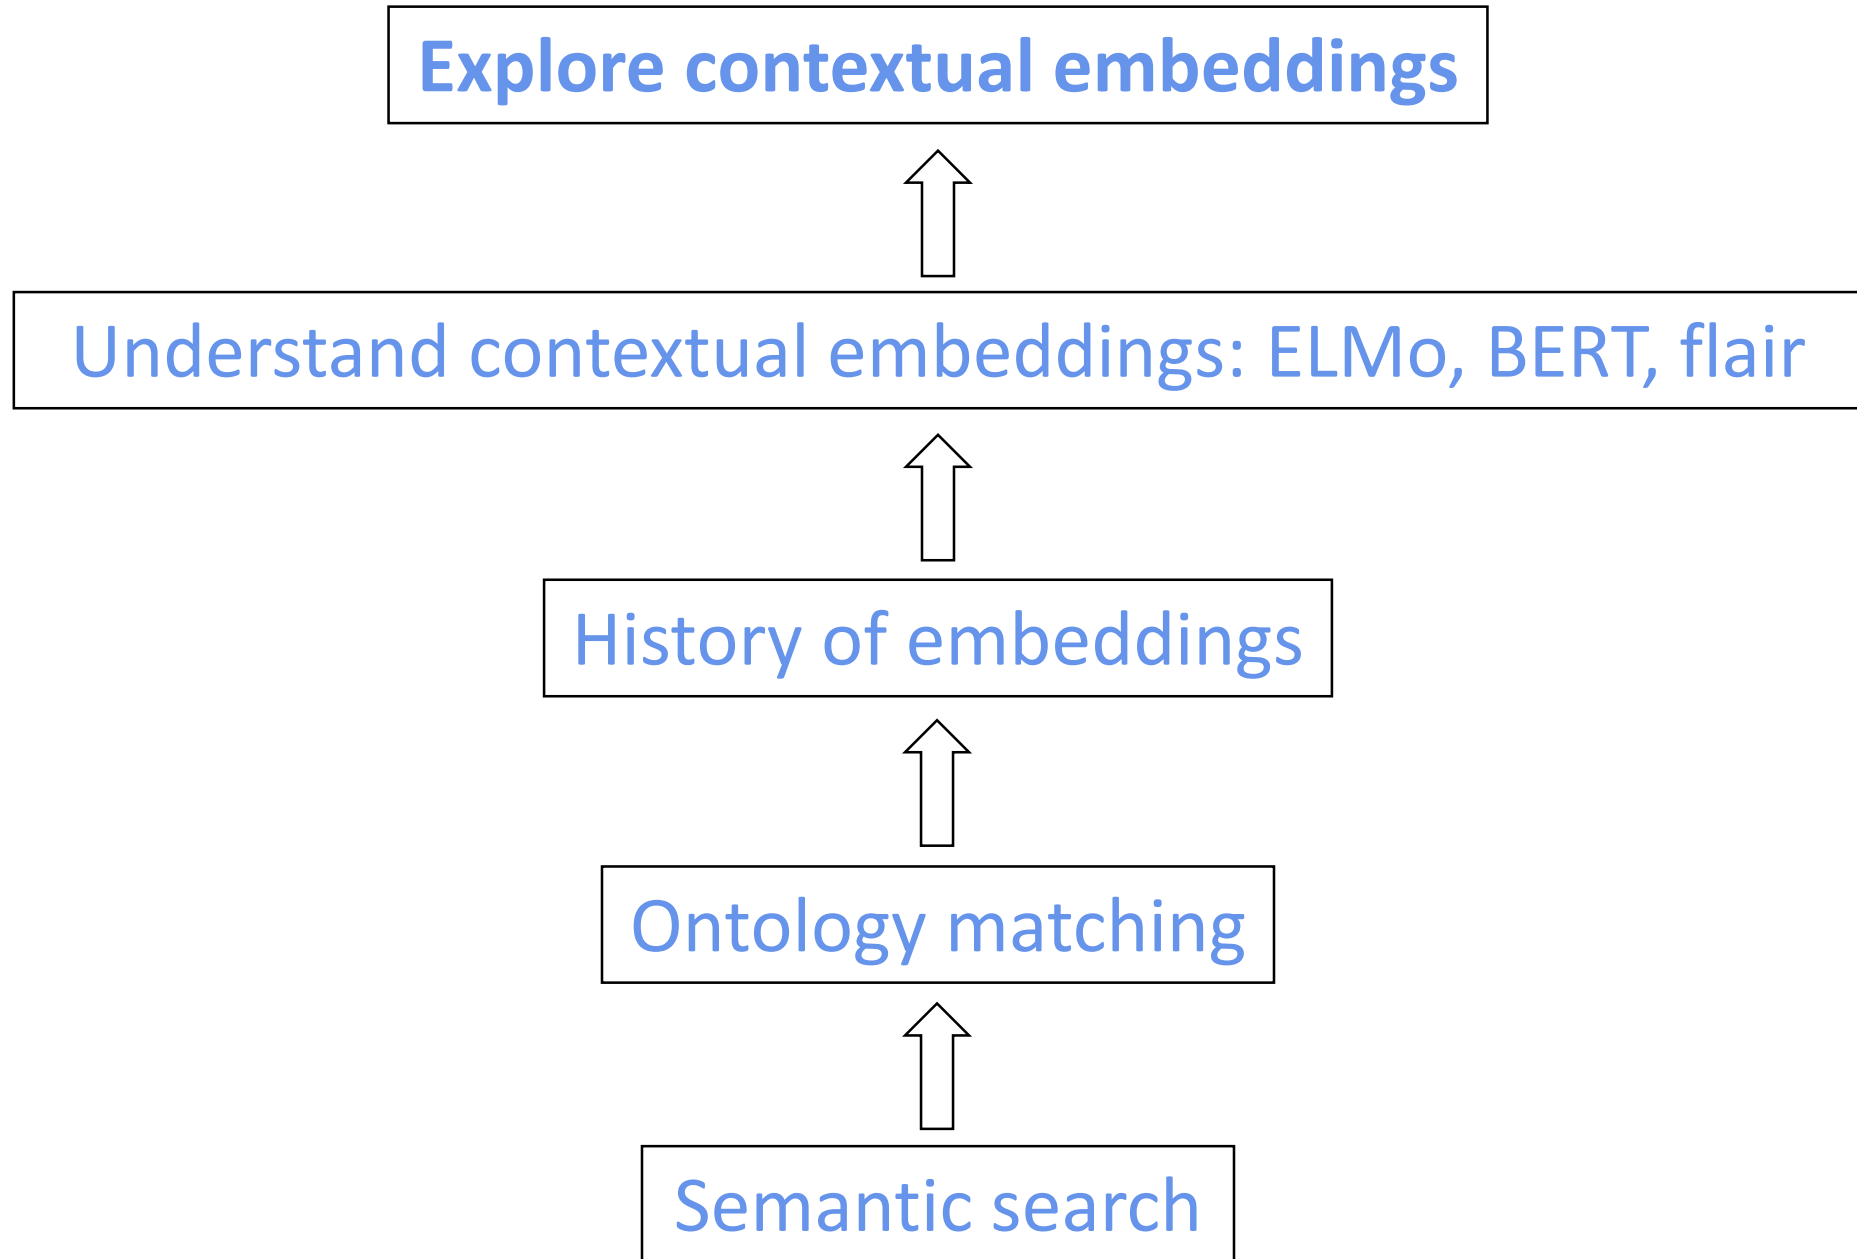 Explore contextual embeddings
Understand contextual embeddings: ELMo, BERT, flair
History of embeddings
Ontology matching
Semantic search